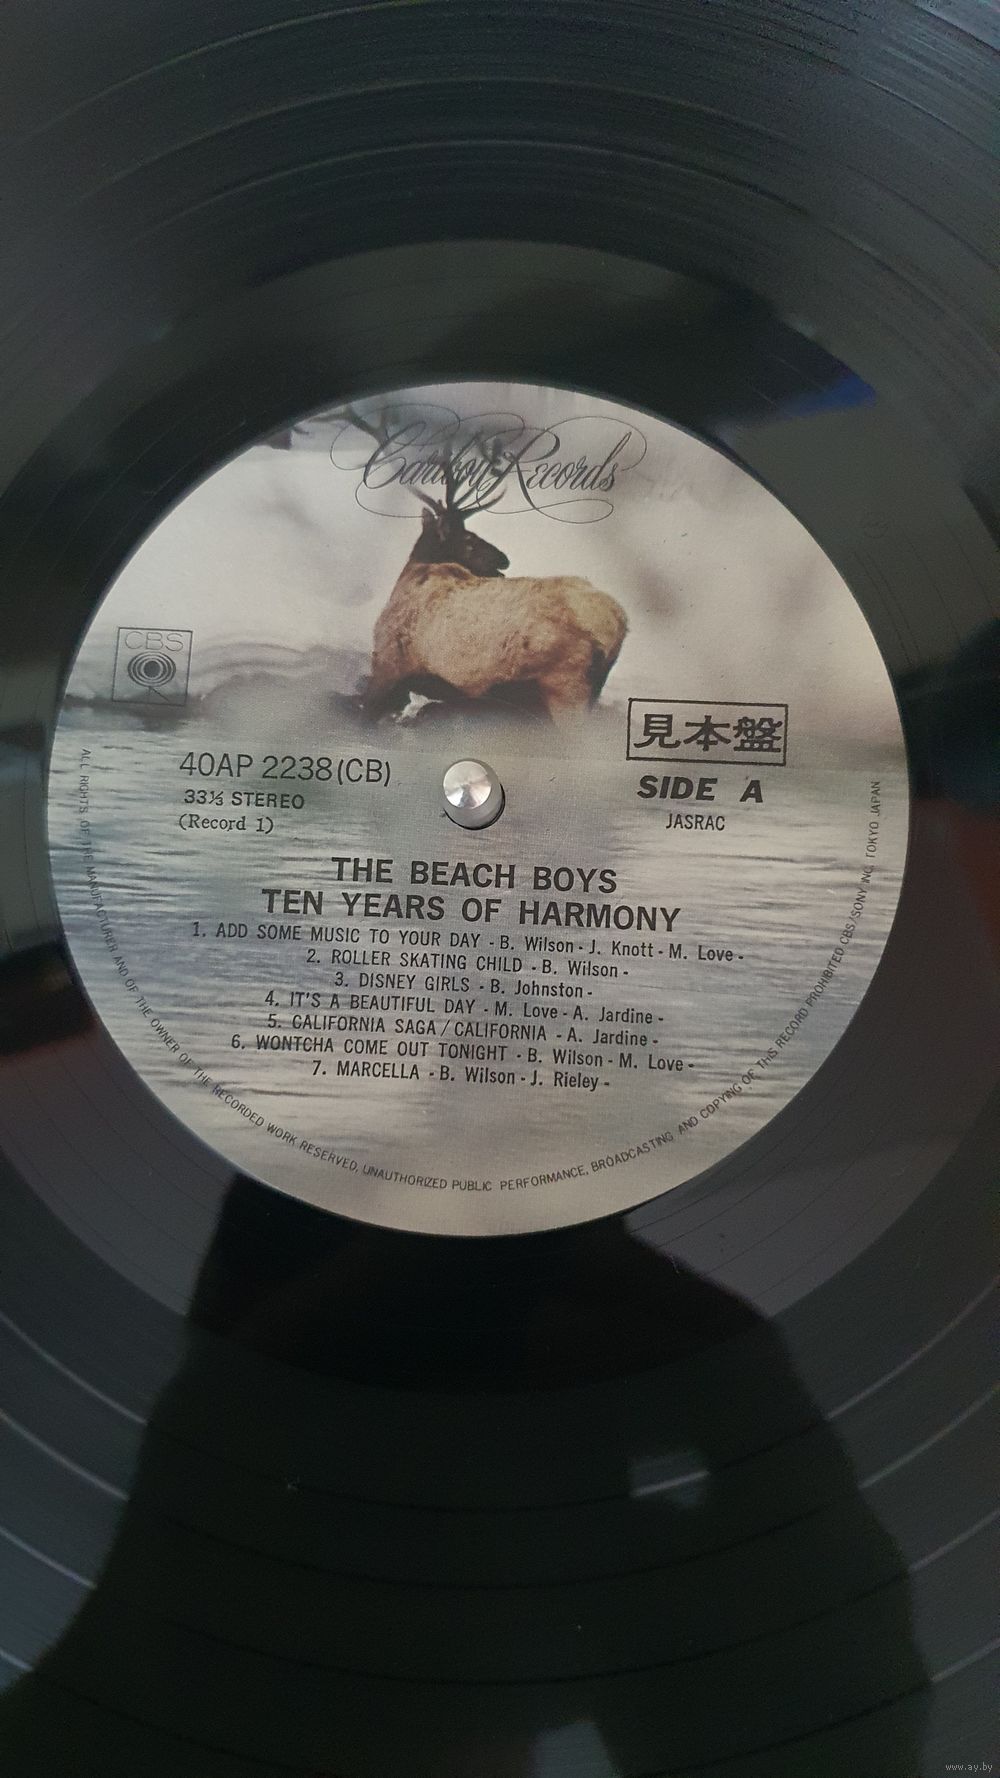 Caribou Records
CBS
見本盤
40AP 2238(CB)
SIDE A
33⅓ STEREO
JASRAC
(Record 1)
THE BEACH BOYS
TEN YEARS OF HARMONY
1. ADD SOME MUSIC TO YOUR DAY - B. Wilson - J. Knott - M. Love -
2. ROLLER SKATING CHILD - B. Wilson -
3. DISNEY GIRLS - B. Johnston -
4. IT'S A BEAUTIFUL DAY - M. Love - A. Jardine -
5. CALIFORNIA SAGA / CALIFORNIA - A. Jardine -
6. WONTCHA COME OUT TONIGHT - B. Wilson - M. Love -
7. MARCELLA - B. Wilson - J. Rieley -
ALL RIGHTS OF THE MANUFACTURER AND OF THE OWNER OF THE RECORDED WORK RESERVED, UNAUTHORIZED PUBLIC PERFORMANCE, BROADCASTING AND COPYING OF THIS RECORD PROHIBITED CBS/SONY INC. TOKYO JAPAN
www.ay.by